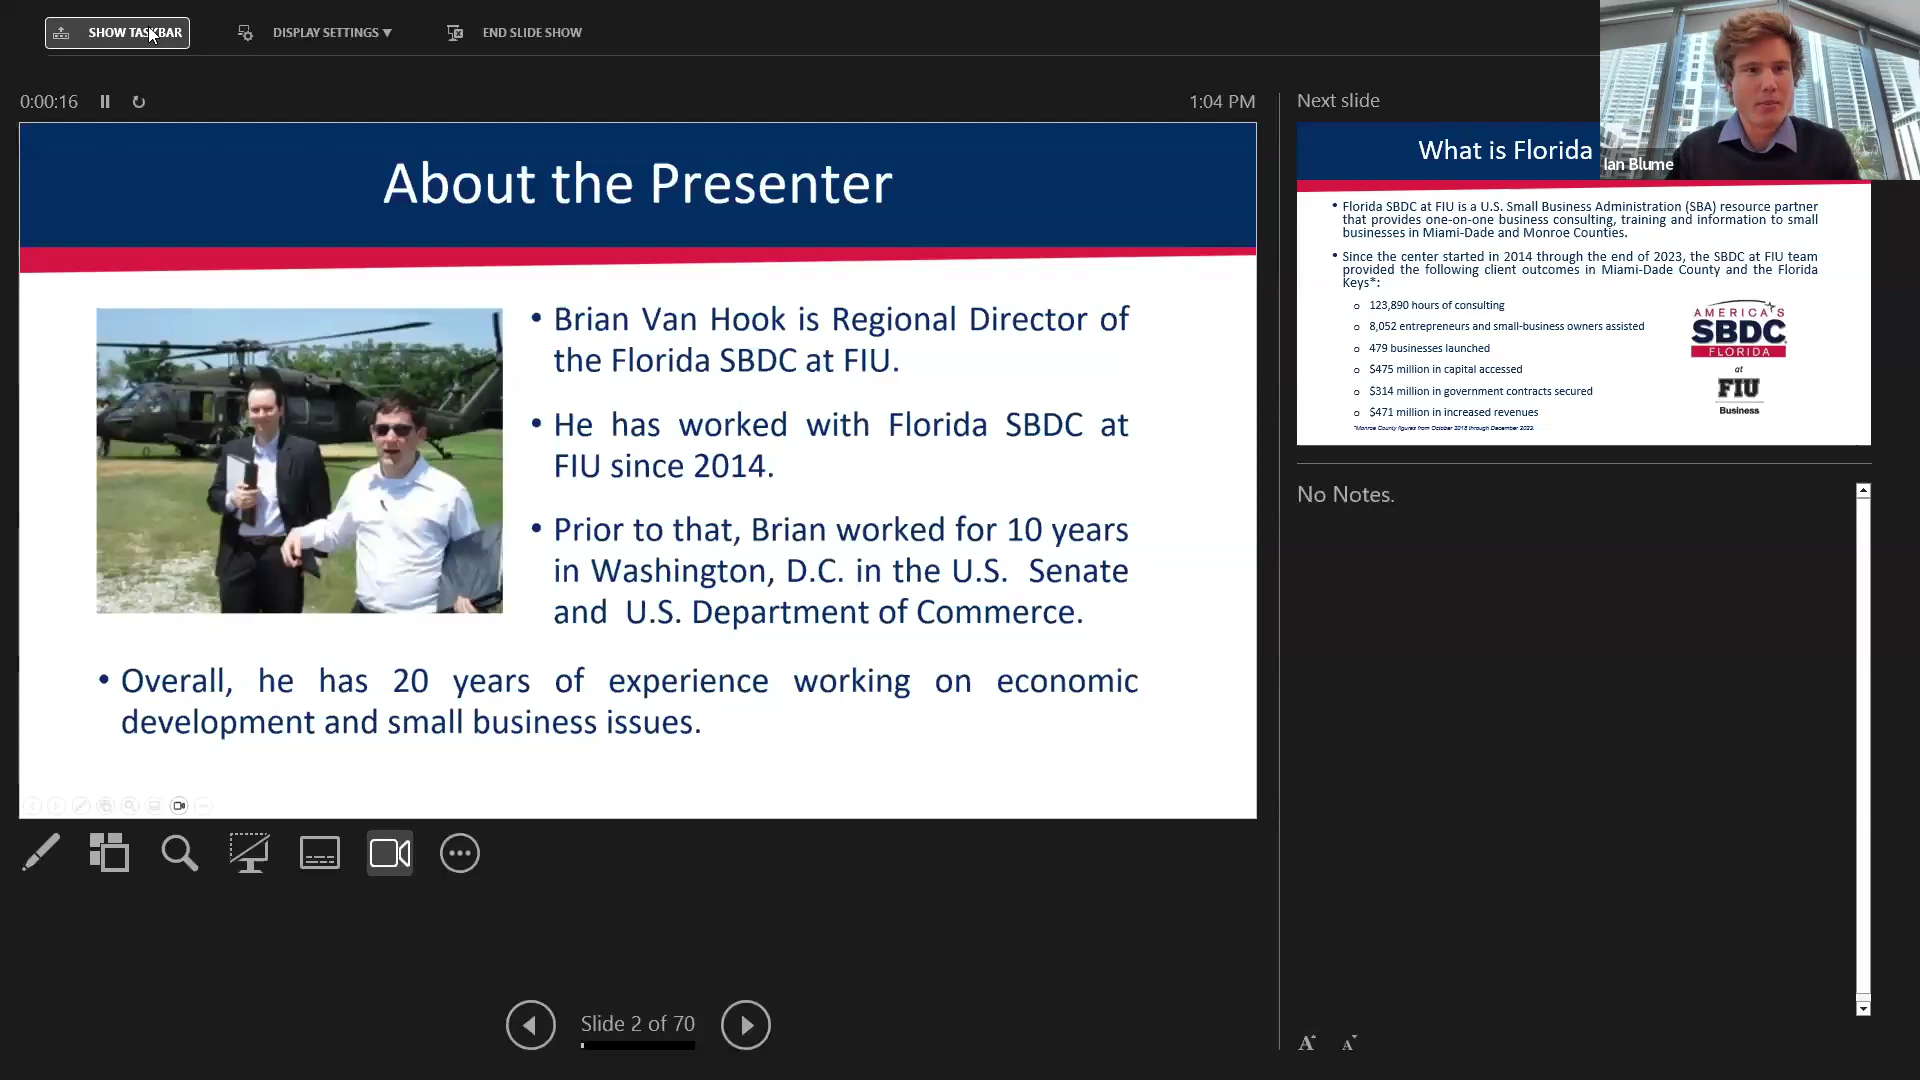 SHOW TASKBAR
DISPLAY SETTINGS ▼
END SLIDE SHOW
0:00:16
1:04 PM
About the Presenter
• Brian Van Hook is Regional Director of
the Florida SBDC at FIU.
• He has worked with Florida SBDC at
FIU since 2014.
• Prior to that, Brian worked for 10 years
in Washington, D.C. in the U.S. Senate
and U.S. Department of Commerce.
• Overall, he has 20 years of experience working on economic
development and small business issues.
Slide 2 of 70
Next slide
What is Florida
Ian Blume
• Florida SBDC at FIU is a U.S. Small Business Administration (SBA) resource partner
that provides one-on-one business consulting, training and information to small
businesses in Miami-Dade and Monroe Counties.
• Since the center started in 2014 through the end of 2023, the SBDC at FIU team
provided the following client outcomes in Miami-Dade County and the Florida
Keys*:
o 123,890 hours of consulting
o 8,052 entrepreneurs and small-business owners assisted
o 479 businesses launched
o $475 million in capital accessed
o $314 million in government contracts secured
o $471 million in increased revenues
*Monroe County figures from October 2018 through December 2023.
AMERICA'S
SBDC
FLORIDA
at
FIU
Business
No Notes.
A A